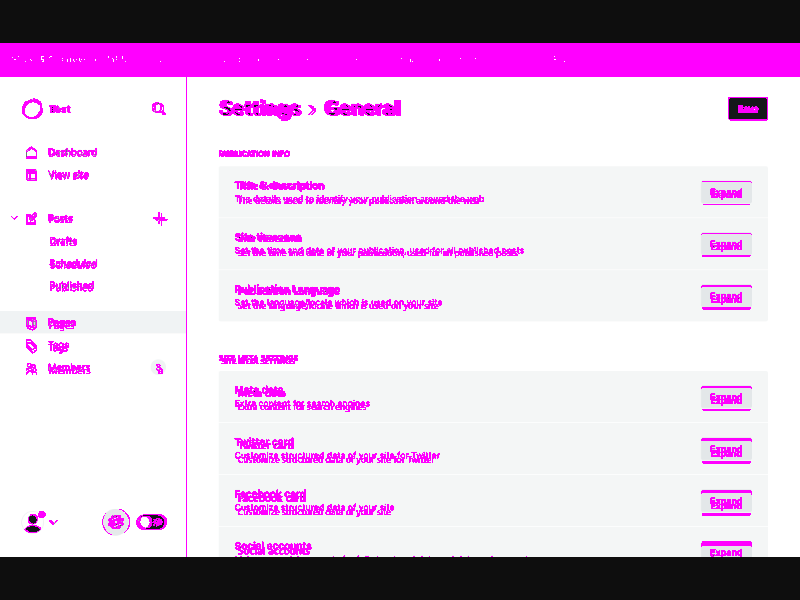 Settings › General
Save
Dashboard
View site
Posts
Drafts
Scheduled
Published
Pages
Tags
Members
PUBLICATION INFO
Title & description
The details used to identify your publication around the web
Expand
Site timezone
Set the time and date of your publication, used for all published posts
Expand
Publication Language
Set the language/locale which is used on your site
Expand
Meta data
Extra content for search engines
Expand
Twitter card
Customize structured data of your site for Twitter
Expand
Facebook card
Customize structured data of your site
Expand
Social accounts
Expand